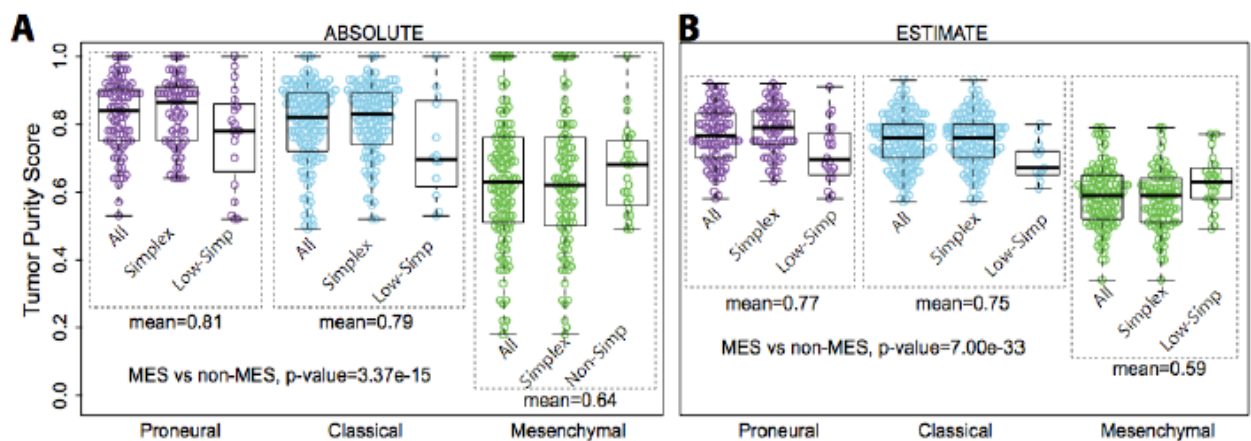 A
ABSOLUTE
Tumor Purity Score
1.0
0.8
0.6
0.4
0.2
0.0
All
Simplex
Low-Simp
mean=0.81
All
Simplex
Low-Simp
mean=0.79
All
Simplex
Non-Simp
mean=0.64
MES vs non-MES, p-value=3.37e-15
Proneural
Classical
Mesenchymal
B
ESTIMATE
All
Simplex
Low-Simp
mean=0.77
All
Simplex
Low-Simp
mean=0.75
All
Simplex
Low-Simp
mean=0.59
MES vs non-MES, p-value=7.00e-33
Proneural
Classical
Mesenchymal